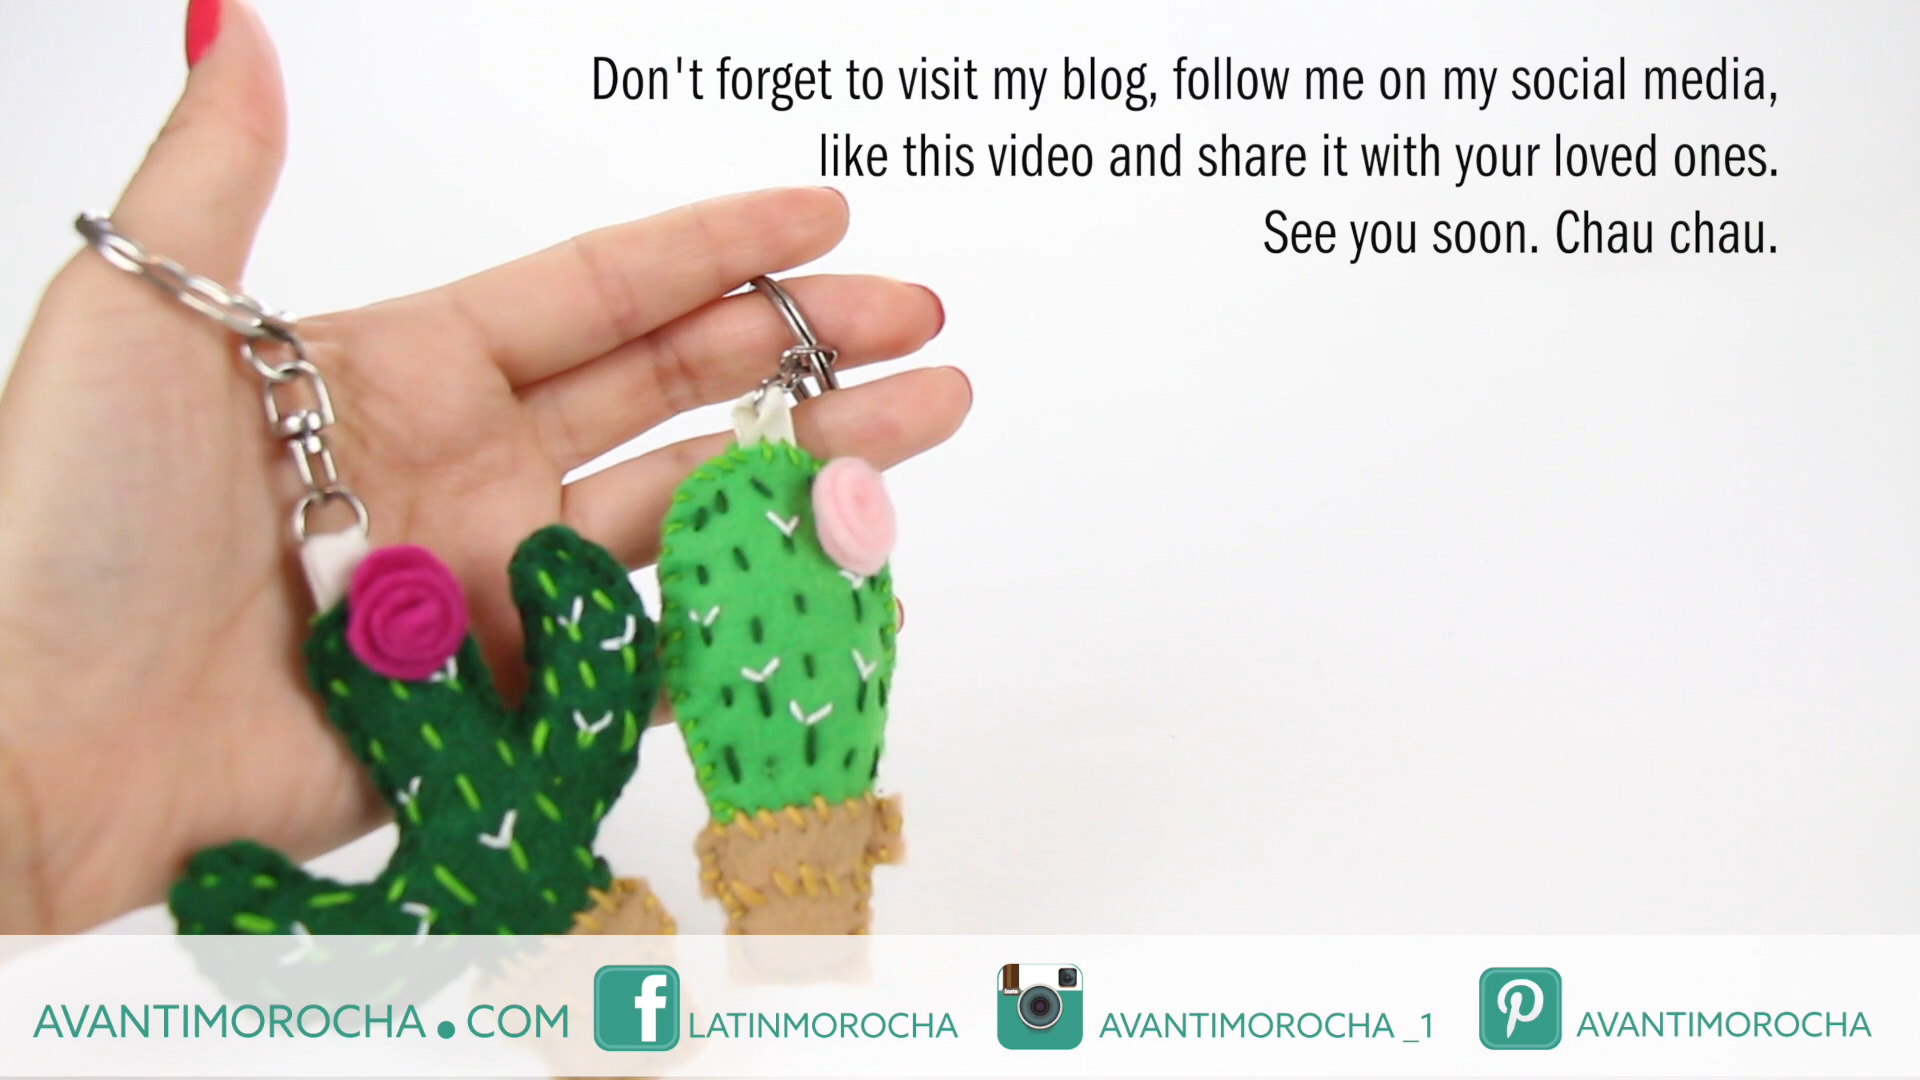 Don't forget to visit my blog, follow me on my social media,
like this video and share it with your loved ones.
See you soon. Chau chau.
AVANTIMOROCHA.COM LATINMOROCHA AVANTIMOROCHA_1 AVANTIMOROCHA